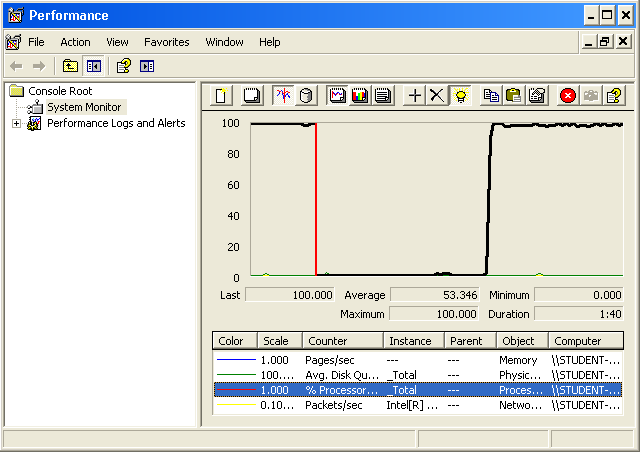 Performance
File Action View Favorites Window Help
Console Root
System Monitor
Performance Logs and Alerts
100
80
60
40
20
0
Last 100.000 Average 53.346 Minimum 0.000
Maximum 100.000 Duration 1:40
Color Scale Counter Instance Parent Object Computer
1.000 Pages/sec --- --- Memory \\STUDENT-...
100.... Avg. Disk Qu... _Total --- Physic... \\STUDENT-...
1.000 % Processor... _Total --- Proces... \\STUDENT-...
0.10... Packets/sec Intel[R] ... --- Netwo... \\STUDENT-...